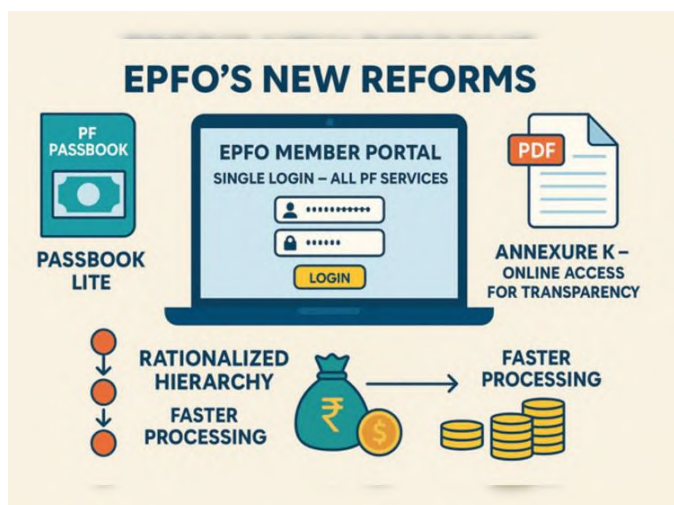 EPFO'S NEW REFORMS
PF
PASSBOOK
PASSBOOK
LITE
EPFO MEMBER PORTAL
SINGLE LOGIN – ALL PF SERVICES
LOGIN
PDF
ANNEXURE K –
ONLINE ACCESS
FOR TRANSPARENCY
RATIONALIZED
HIERARCHY
FASTER
PROCESSING
₹
$
FASTER
PROCESSING